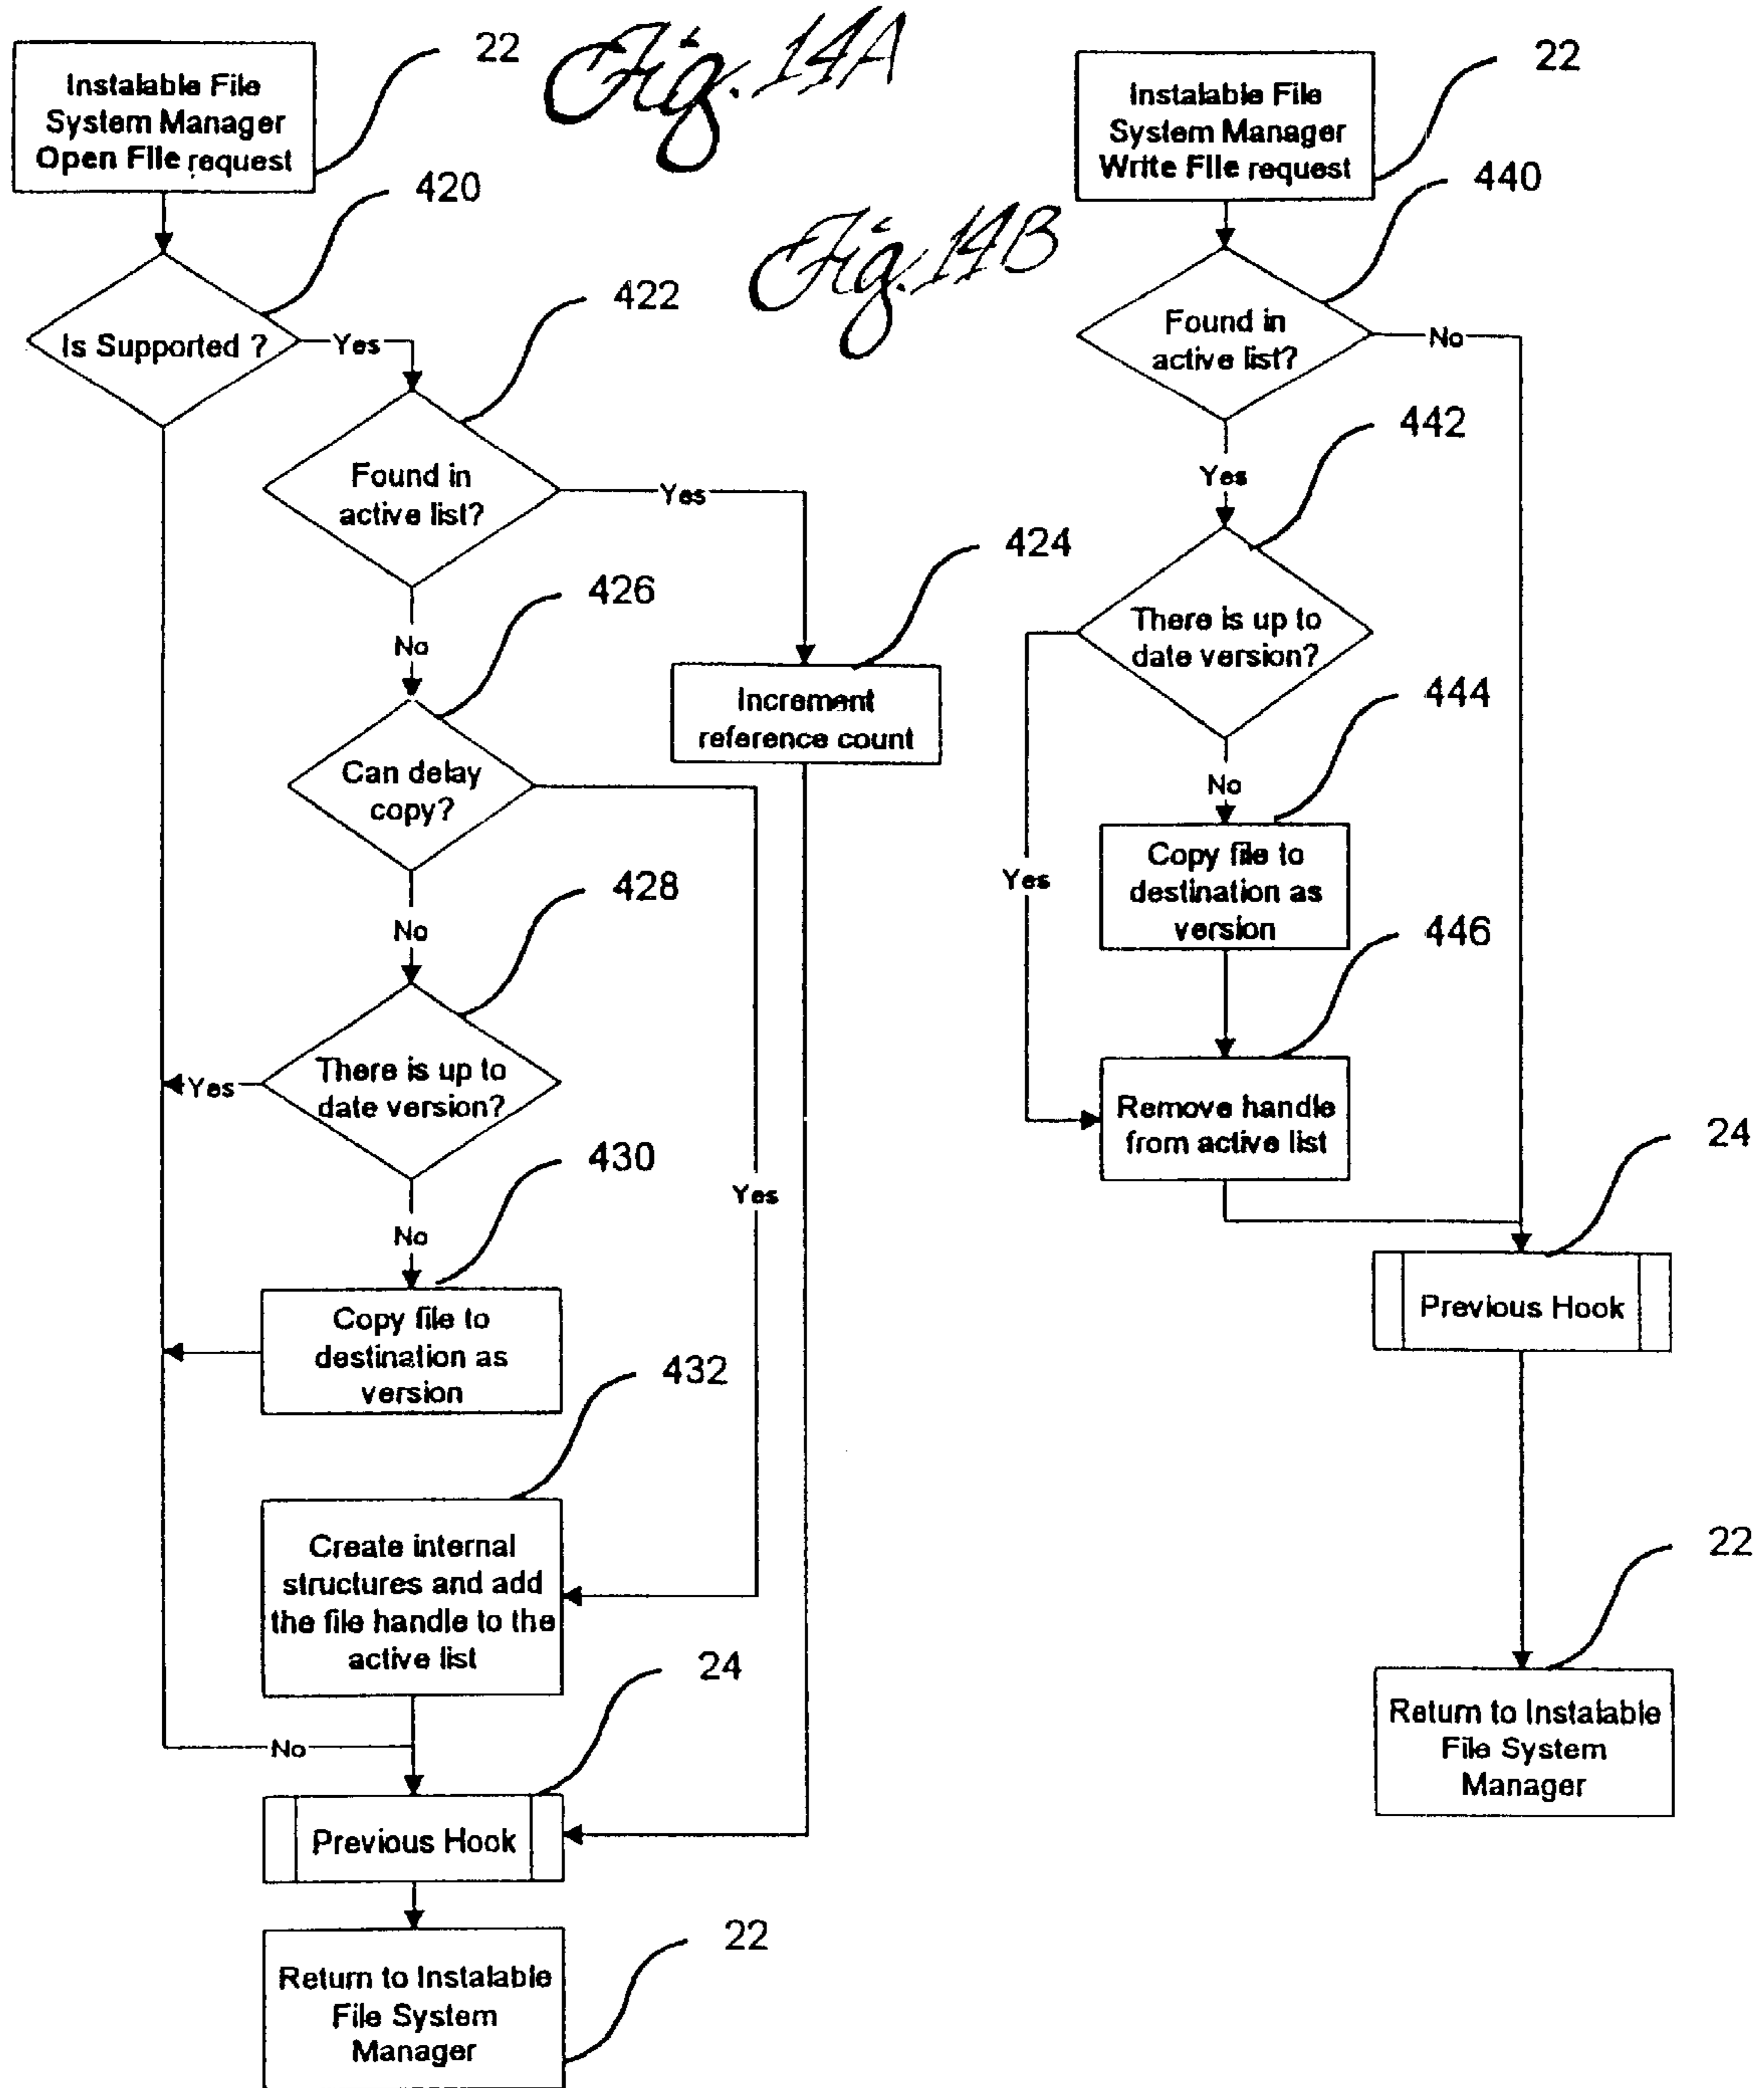 Fig. 14A
Instalable File
System Manager
Open File request
22
420
Is Supported ?
Yes
422
Found in
active list?
Yes
424
No
426
Increment
reference count
Can delay
copy?
No
428
There is up to
date version?
Yes
430
Yes
No
Copy file to
destination as
version
432
Create internal
structures and add
the file handle to the
active list
24
No
Previous Hook
22
Return to Instalable
File System
Manager
Fig. 14B
Instalable File
System Manager
Write File request
22
440
Found in
active list?
No
442
Yes
There is up to
date version?
444
No
Yes
Copy file to
destination as
version
446
Remove handle
from active list
24
Previous Hook
22
Return to Instalable
File System
Manager